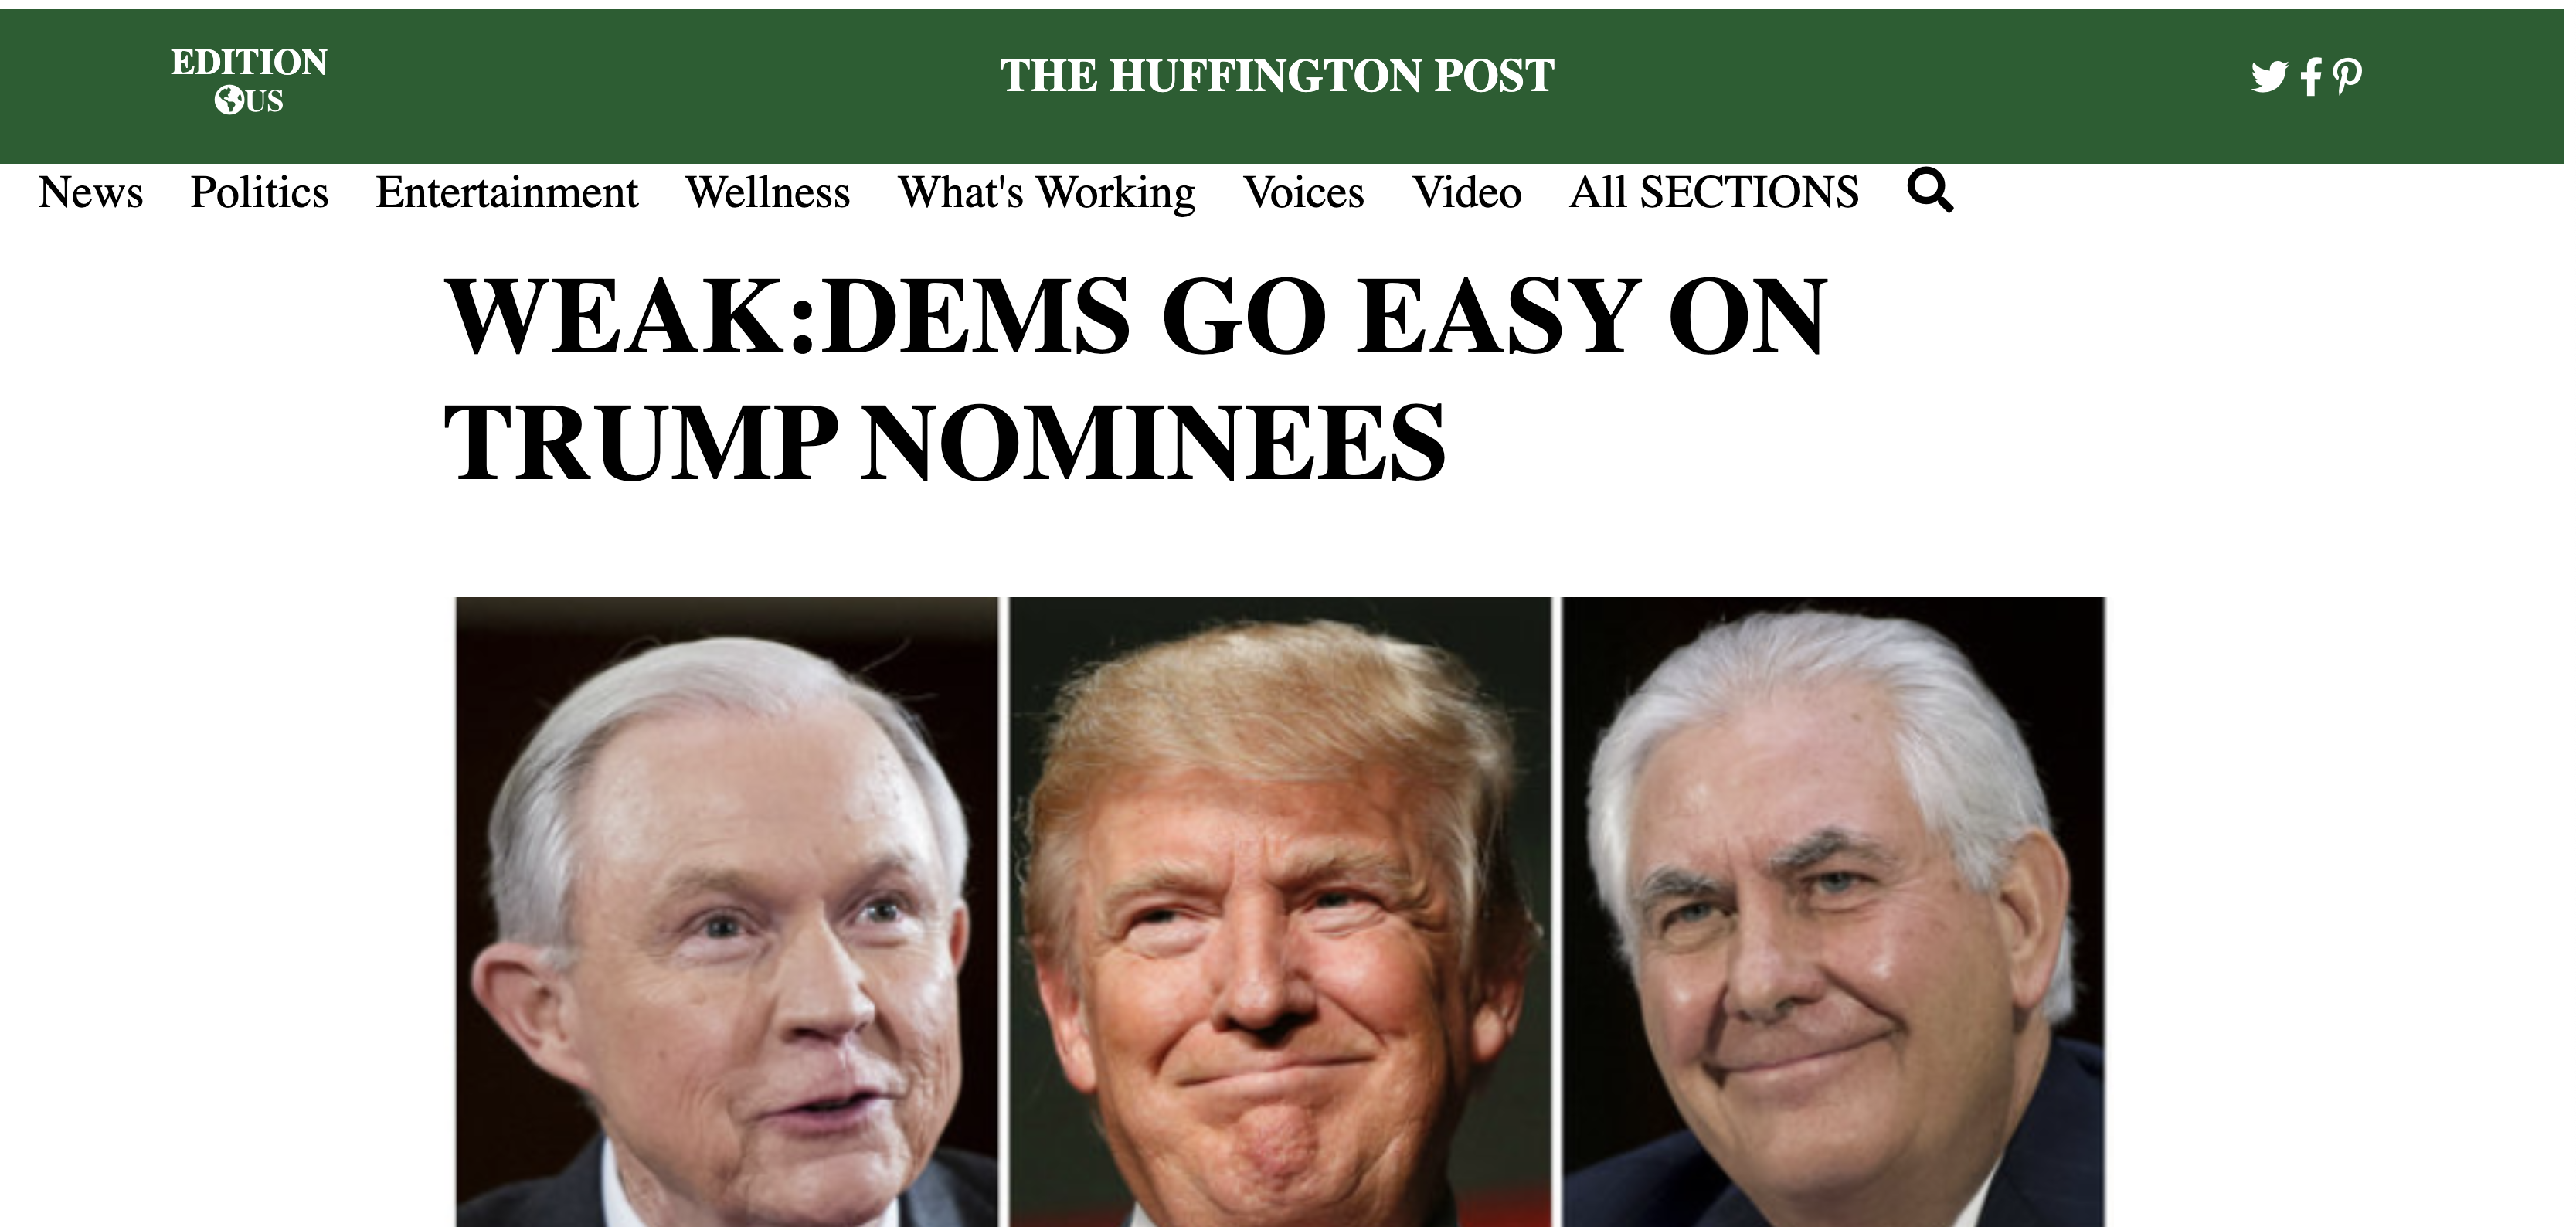 EDITION
US
THE HUFFINGTON POST
News Politics Entertainment Wellness What's Working Voices Video All SECTIONS
WEAK:DEMS GO EASY ON
TRUMP NOMINEES